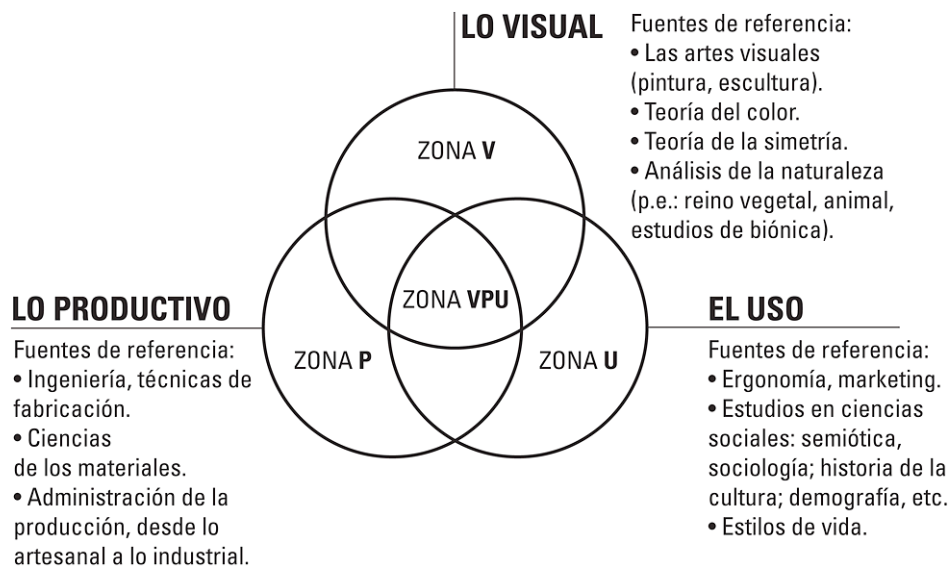 LO VISUAL
Fuentes de referencia:
• Las artes visuales
(pintura, escultura).
• Teoría del color.
• Teoría de la simetría.
• Análisis de la naturaleza
(p.e.: reino vegetal, animal,
estudios de biónica).
ZONA V
ZONA VPU
ZONA P
ZONA U
LO PRODUCTIVO
Fuentes de referencia:
• Ingeniería, técnicas de
fabricación.
• Ciencias
de los materiales.
• Administración de la
producción, desde lo
artesanal a lo industrial.
EL USO
Fuentes de referencia:
• Ergonomía, marketing.
• Estudios en ciencias
sociales: semiótica,
sociología; historia de la
cultura; demografía, etc.
• Estilos de vida.